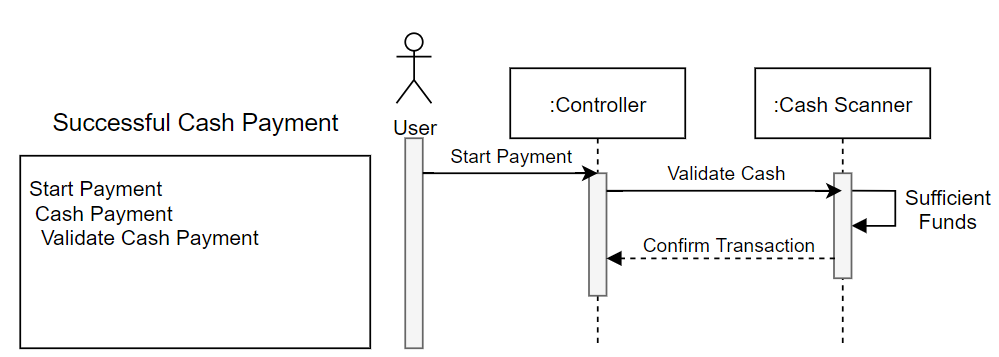 Successful Cash Payment
Start Payment
Cash Payment
Validate Cash Payment
User
:Controller
:Cash Scanner
Start Payment
Validate Cash
Sufficient
Funds
Confirm Transaction